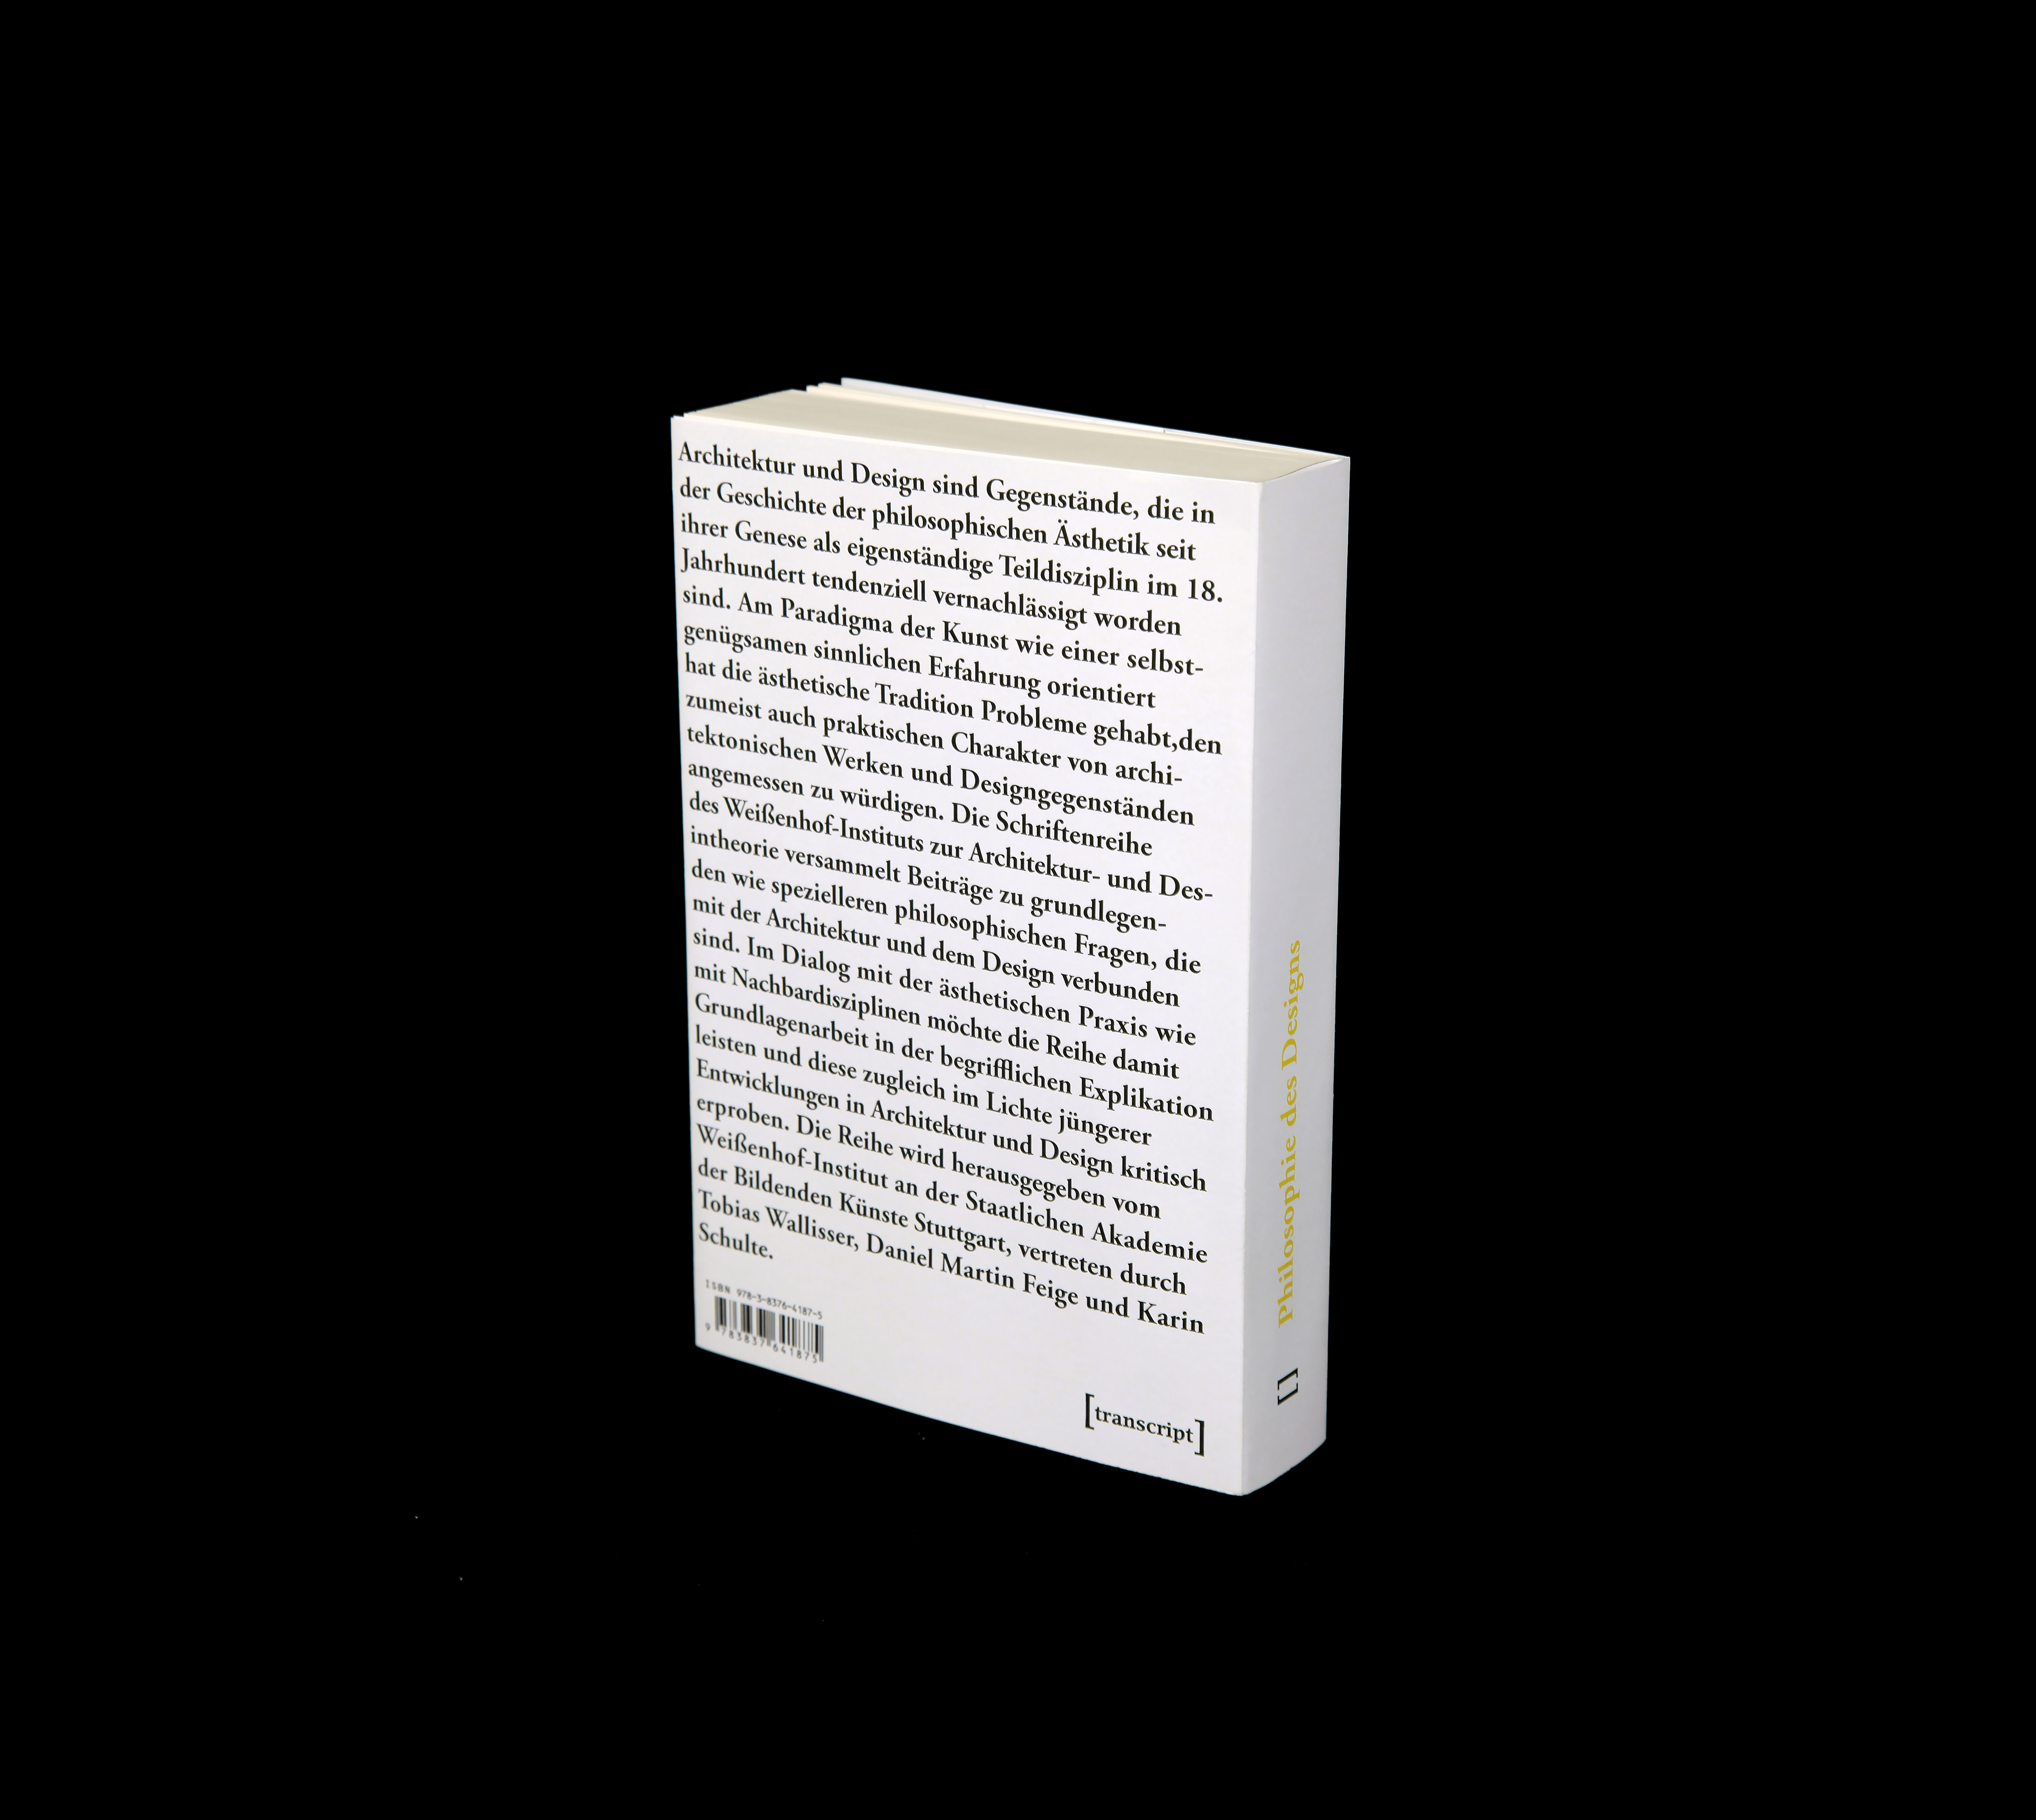 Architektur und Design sind Gegenstände, die in
der Geschichte der philosophischen Ästhetik seit
ihrer Genese als eigenständige Teildisziplin im 18.
Jahrhundert tendenziell vernachlässigt worden
sind. Am Paradigma der Kunst wie einer selbst-
genügsamen sinnlichen Erfahrung orientiert
hat die ästhetische Tradition Probleme gehabt,den
zumeist auch praktischen Charakter von archi-
tektonischen Werken und Designgegenständen
angemessen zu würdigen. Die Schriftenreihe
des Weißenhof-Instituts zur Architektur- und Des-
intheorie versammelt Beiträge zu grundlegen-
den wie spezielleren philosophischen Fragen, die
mit der Architektur und dem Design verbunden
sind. Im Dialog mit der ästhetischen Praxis wie
mit Nachbardisziplinen möchte die Reihe damit
Grundlagenarbeit in der begrifflichen Explikation
leisten und diese zugleich im Lichte jüngerer
Entwicklungen in Architektur und Design kritisch
erproben. Die Reihe wird herausgegeben vom
Weißenhof-Institut an der Staatlichen Akademie
der Bildenden Künste Stuttgart, vertreten durch
Tobias Wallisser, Daniel Martin Feige und Karin
Schulte.
ISBN 978-3-8376-4187-5
9 783837 641875
[transcript]
Philosophie des Designs
[]